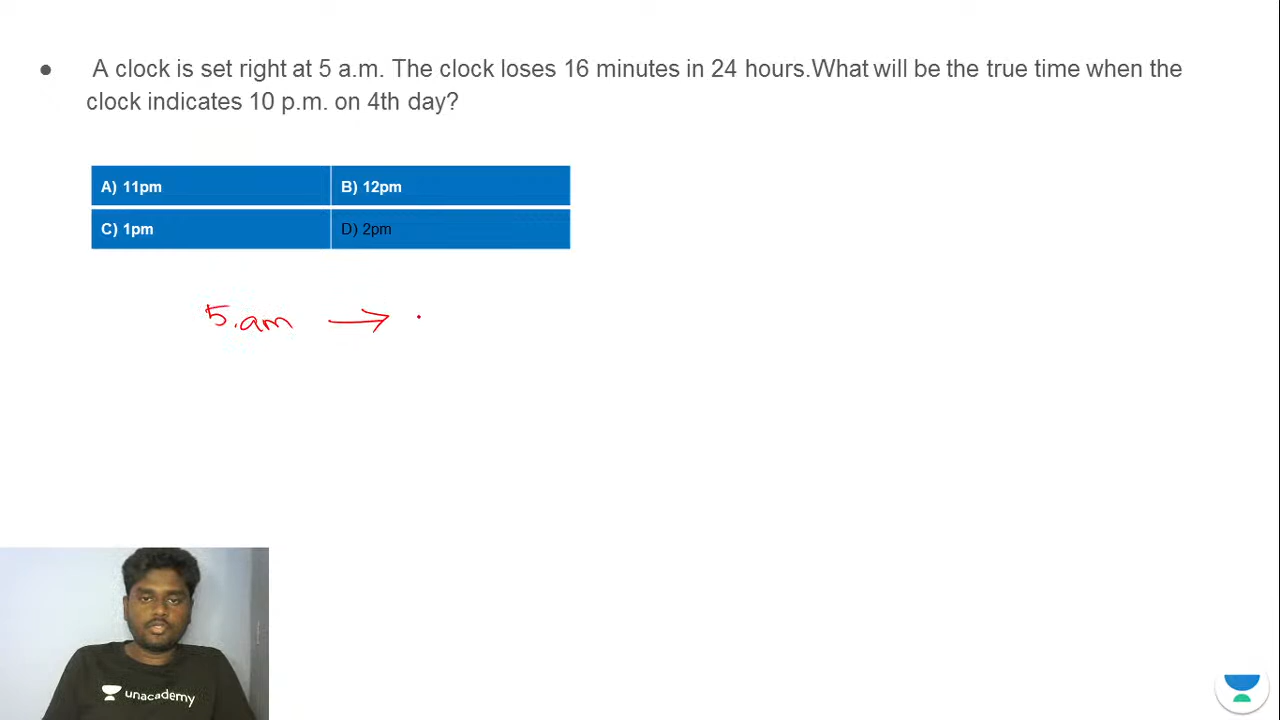 ● A clock is set right at 5 a.m. The clock loses 16 minutes in 24 hours.What will be the true time when the
clock indicates 10 p.m. on 4th day?
A) 11pm B) 12pm
C) 1pm D) 2pm
5.am →
unacademy